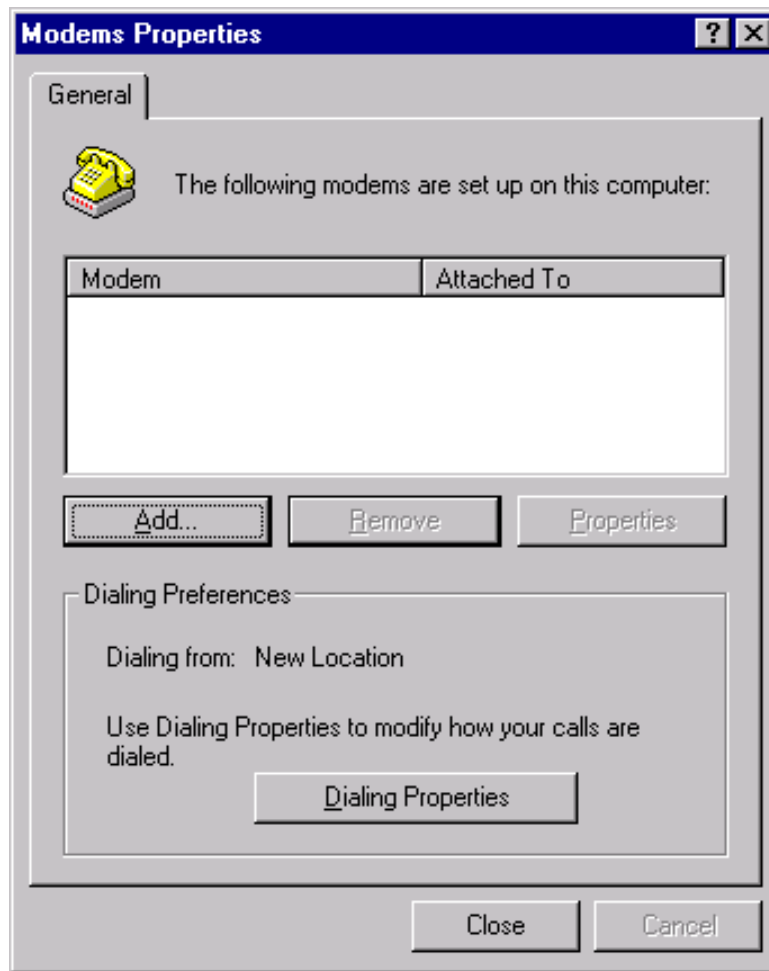 Modems Properties
General
The following modems are set up on this computer:
Modem Attached To
Add... Remove Properties
Dialing Preferences
Dialing from: New Location
Use Dialing Properties to modify how your calls are
dialed.
Dialing Properties
Close Cancel